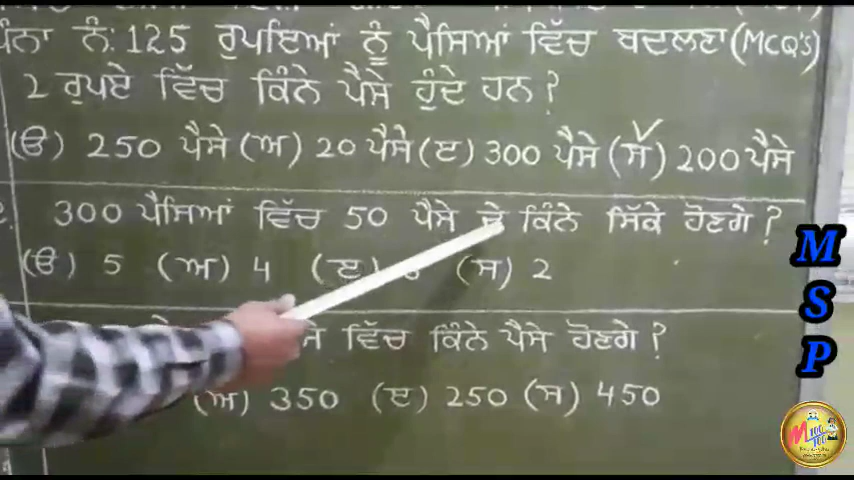 ਪੰਨਾ ਨੰ: 125 ਰੁਪਇਆਂ ਨੂੰ ਪੈਸਿਆਂ ਵਿੱਚ ਬਦਲਣਾ (MCQ's)
2 ਰੁਪਏ ਵਿੱਚ ਕਿੰਨੇ ਪੈਸੇ ਹੁੰਦੇ ਹਨ ?
(ੳ) 250 ਪੈਸੇ (ਅ) 20 ਪੈਸੇ (ੲ) 300 ਪੈਸੇ (ਸ) 200 ਪੈਸੇ
300 ਪੈਸਿਆਂ ਵਿੱਚ 50 ਪੈਸੇ ਦੇ ਕਿੰਨੇ ਸਿੱਕੇ ਹੋਣਗੇ ?
(ੳ) 5 (ਅ) 4 (ੲ) (ਸ) 2
ਵਿੱਚ ਕਿੰਨੇ ਪੈਸੇ ਹੋਣਗੇ ?
(ਅ) 350 (ੲ) 250 (ਸ) 450
MSP